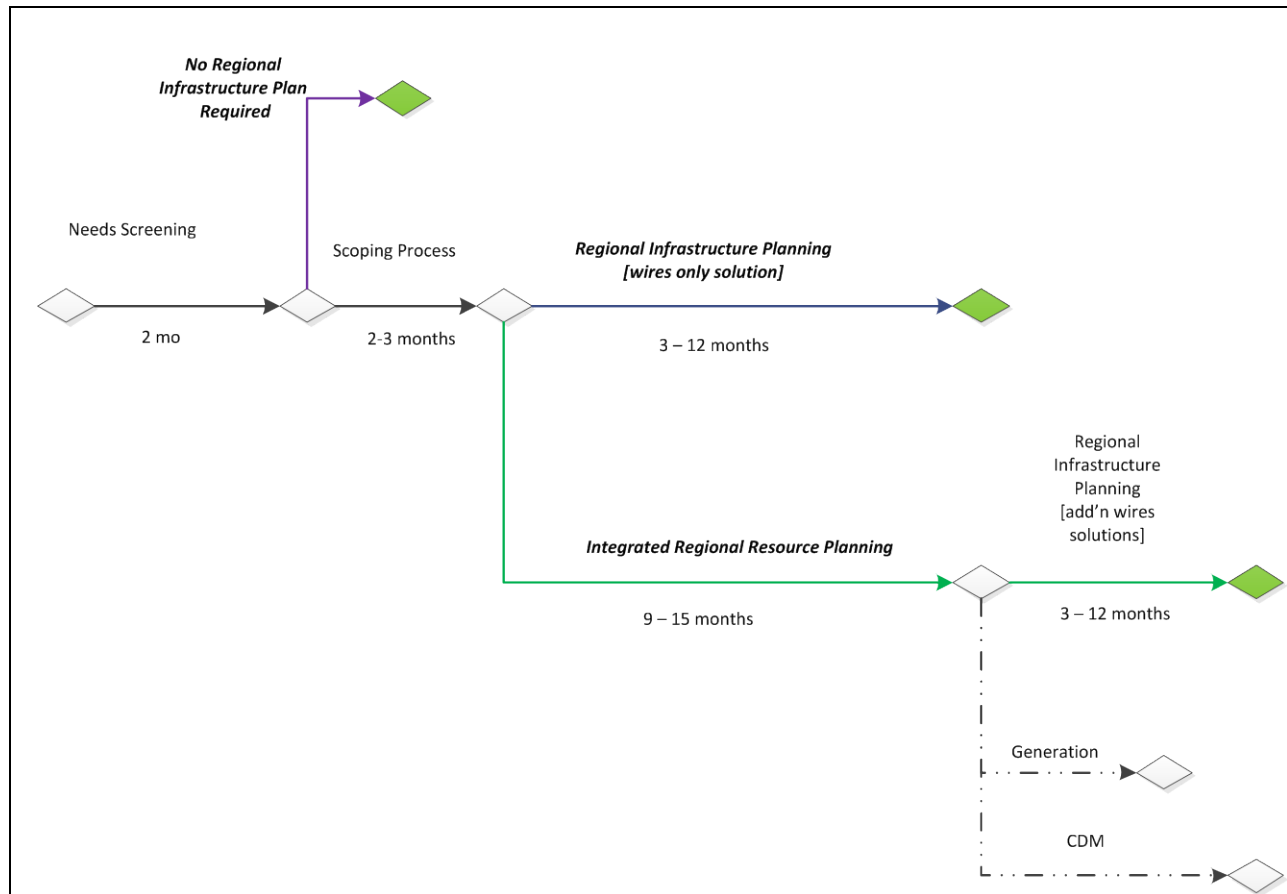 No Regional
Infrastructure Plan
Required
Needs Screening
Scoping Process
Regional Infrastructure Planning
[wires only solution]
2 mo
2-3 months
3 – 12 months
Regional
Infrastructure
Planning
[add’n wires
solutions]
Integrated Regional Resource Planning
9 – 15 months
3 – 12 months
Generation
CDM